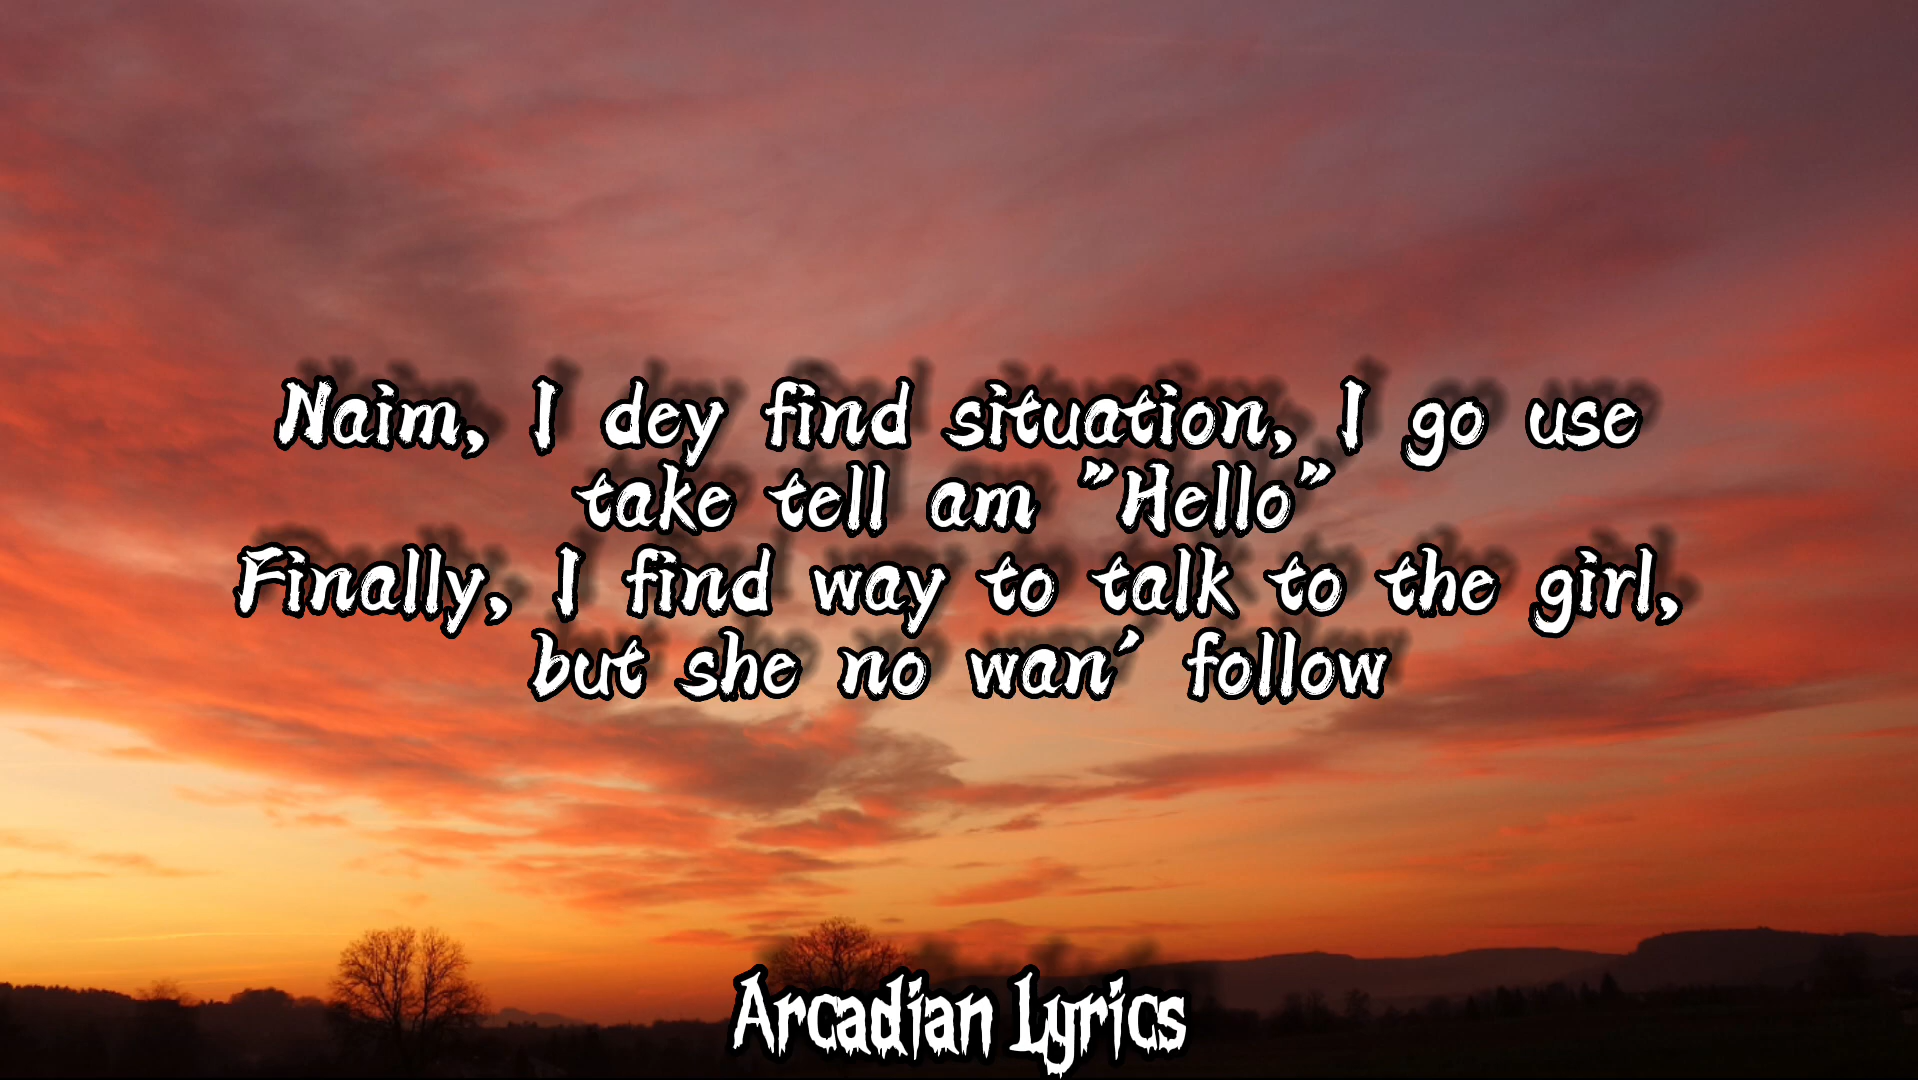 Naim, I dey find situation, I go use
take tell am "Hello"
Finally, I find way to talk to the girl,
but she no wan' follow
Arcadian Lyrics